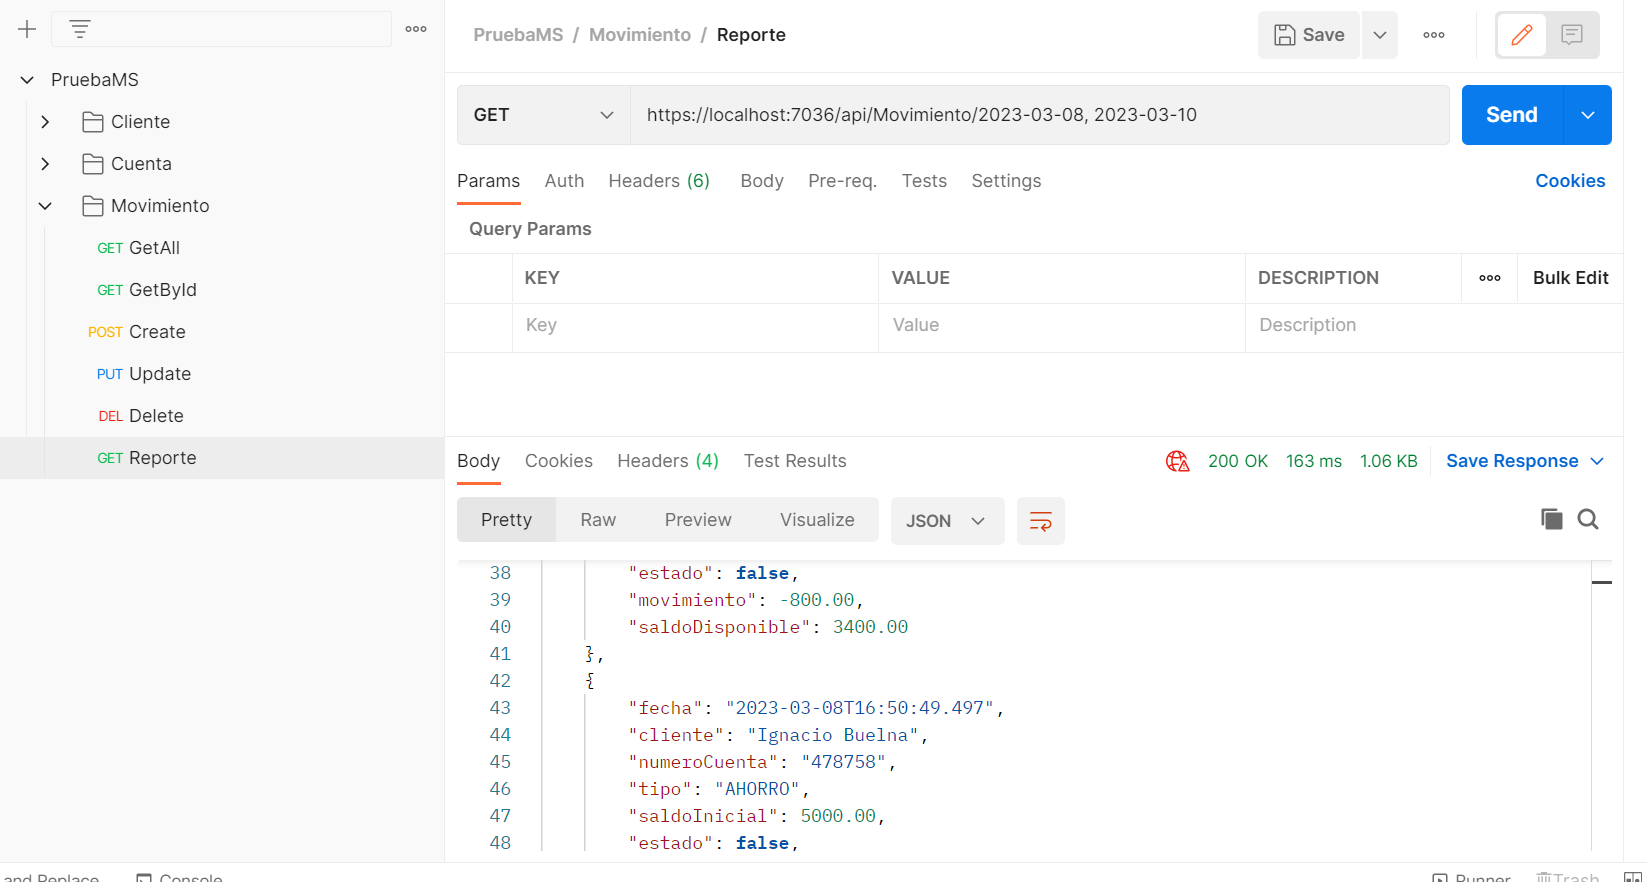 PruebaMS
Cliente
Cuenta
Movimiento
GET GetAll
GET GetById
POST Create
PUT Update
DEL Delete
GET Reporte
PruebaMS / Movimiento / Reporte
Save
GET
https://localhost:7036/api/Movimiento/2023-03-08, 2023-03-10
Send
Params Auth Headers (6) Body Pre-req. Tests Settings Cookies
Query Params
KEY VALUE DESCRIPTION Bulk Edit
Key Value Description
Body Cookies Headers (4) Test Results 200 OK 163 ms 1.06 KB Save Response
Pretty Raw Preview Visualize JSON
38 "estado": false,
39 "movimiento": -800.00,
40 "saldoDisponible": 3400.00
41 },
42 {
43 "fecha": "2023-03-08T16:50:49.497",
44 "cliente": "Ignacio Buelna",
45 "numeroCuenta": "478758",
46 "tipo": "AHORRO",
47 "saldoInicial": 5000.00,
48 "estado": false,
and Replace Console Runner Trash